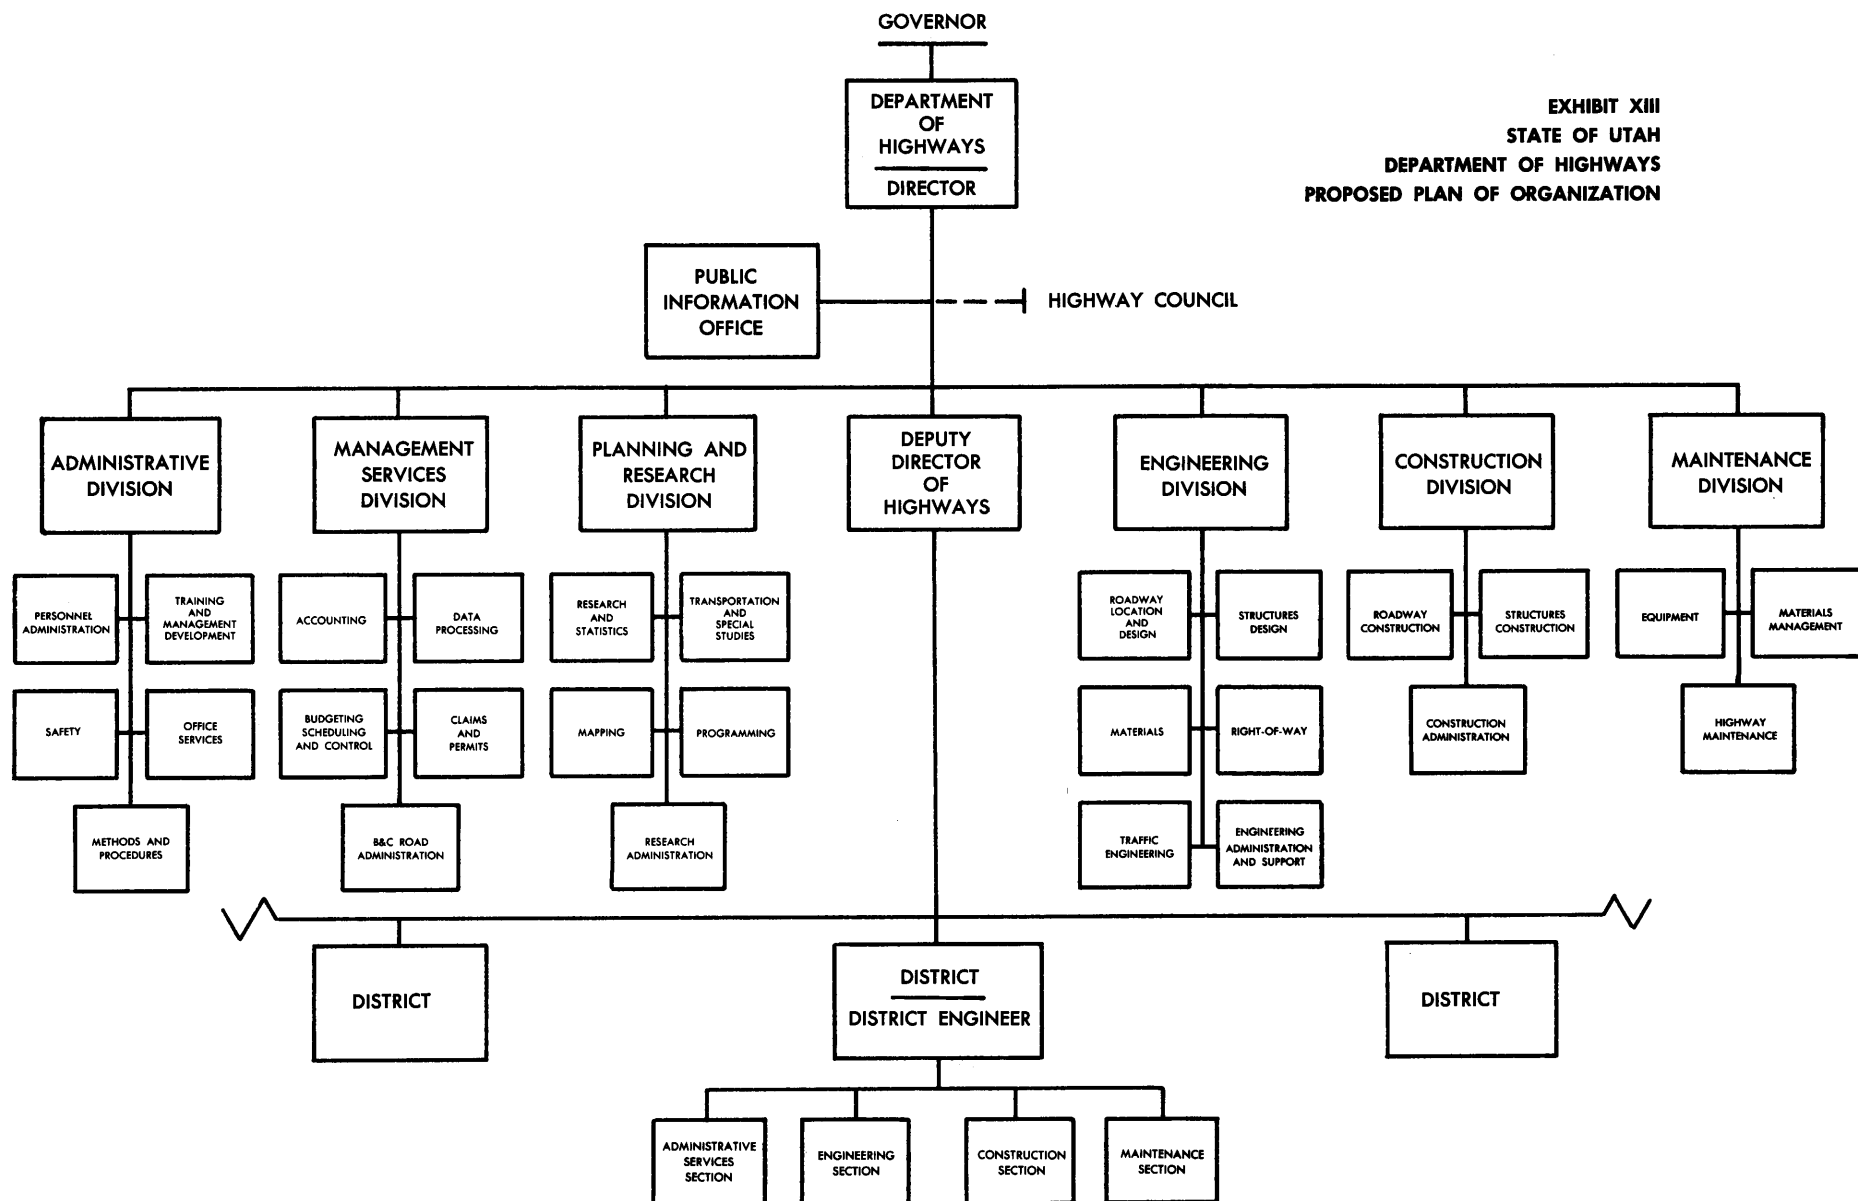 GOVERNOR
DEPARTMENT
OF
HIGHWAYS
DIRECTOR
EXHIBIT XIII
STATE OF UTAH
DEPARTMENT OF HIGHWAYS
PROPOSED PLAN OF ORGANIZATION
PUBLIC
INFORMATION
OFFICE
HIGHWAY COUNCIL
ADMINISTRATIVE
DIVISION
MANAGEMENT
SERVICES
DIVISION
PLANNING AND
RESEARCH
DIVISION
DEPUTY
DIRECTOR
OF
HIGHWAYS
ENGINEERING
DIVISION
CONSTRUCTION
DIVISION
MAINTENANCE
DIVISION
PERSONNEL
ADMINISTRATION
TRAINING
AND
MANAGEMENT
DEVELOPMENT
SAFETY
OFFICE
SERVICES
METHODS AND
PROCEDURES
ACCOUNTING
DATA
PROCESSING
BUDGETING
SCHEDULING
AND CONTROL
CLAIMS
AND
PERMITS
B&C ROAD
ADMINISTRATION
RESEARCH
AND
STATISTICS
TRANSPORTATION
AND
SPECIAL
STUDIES
MAPPING
PROGRAMMING
RESEARCH
ADMINISTRATION
ROADWAY
LOCATION
AND
DESIGN
STRUCTURES
DESIGN
MATERIALS
RIGHT-OF-WAY
TRAFFIC
ENGINEERING
ENGINEERING
ADMINISTRATION
AND SUPPORT
ROADWAY
CONSTRUCTION
STRUCTURES
CONSTRUCTION
CONSTRUCTION
ADMINISTRATION
EQUIPMENT
MATERIALS
MANAGEMENT
HIGHWAY
MAINTENANCE
DISTRICT
DISTRICT
DISTRICT ENGINEER
DISTRICT
ADMINISTRATIVE
SERVICES
SECTION
ENGINEERING
SECTION
CONSTRUCTION
SECTION
MAINTENANCE
SECTION